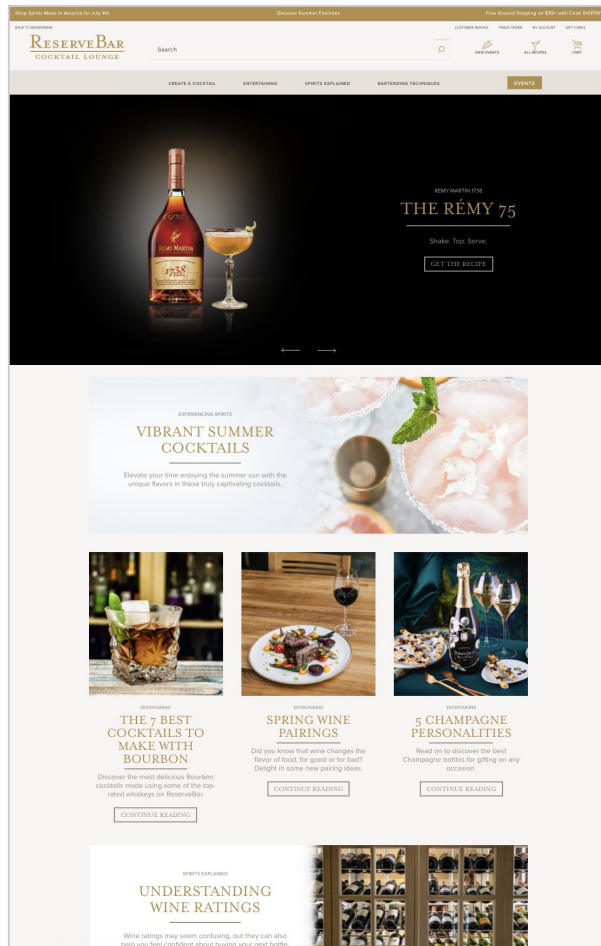 Shop Spirits Made in America for July 4th
Discover Summer Favorites
Free Ground Shipping on $99+ with Code SHIP99*
BACK TO RESERVEBAR
CUSTOMER SERVICE TRACK ORDER MY ACCOUNT GIFT CARDS
RESERVEBAR
COCKTAIL LOUNGE
Search
VIEW EVENTS
ALL RECIPES
CART
CREATE A COCKTAIL ENTERTAINING SPIRITS EXPLAINED BARTENDING TECHNIQUES EVENTS
RÉMY MARTIN
1738
REMY MARTIN 1738
THE RÉMY 75
Shake. Top. Serve.
GET THE RECIPE
EXPERIENCING SPIRITS
VIBRANT SUMMER
COCKTAILS
Elevate your time enjoying the summer sun with the
unique flavors in these truly captivating cocktails.
ENTERTAINING
THE 7 BEST
COCKTAILS TO
MAKE WITH
BOURBON
Discover the most delicious Bourbon
cocktails made using some of the top-
rated whiskeys on ReserveBar.
CONTINUE READING
ENTERTAINING
SPRING WINE
PAIRINGS
Did you know that wine changes the
flavor of food, for good or for bad?
Delight in some new pairing ideas.
CONTINUE READING
ENTERTAINING
5 CHAMPAGNE
PERSONALITIES
Read on to discover the best
Champagne bottles for gifting on any
occasion.
CONTINUE READING
SPIRITS EXPLAINED
UNDERSTANDING
WINE RATINGS
Wine ratings may seem confusing, but they can also
help you feel confident about buying your next bottle